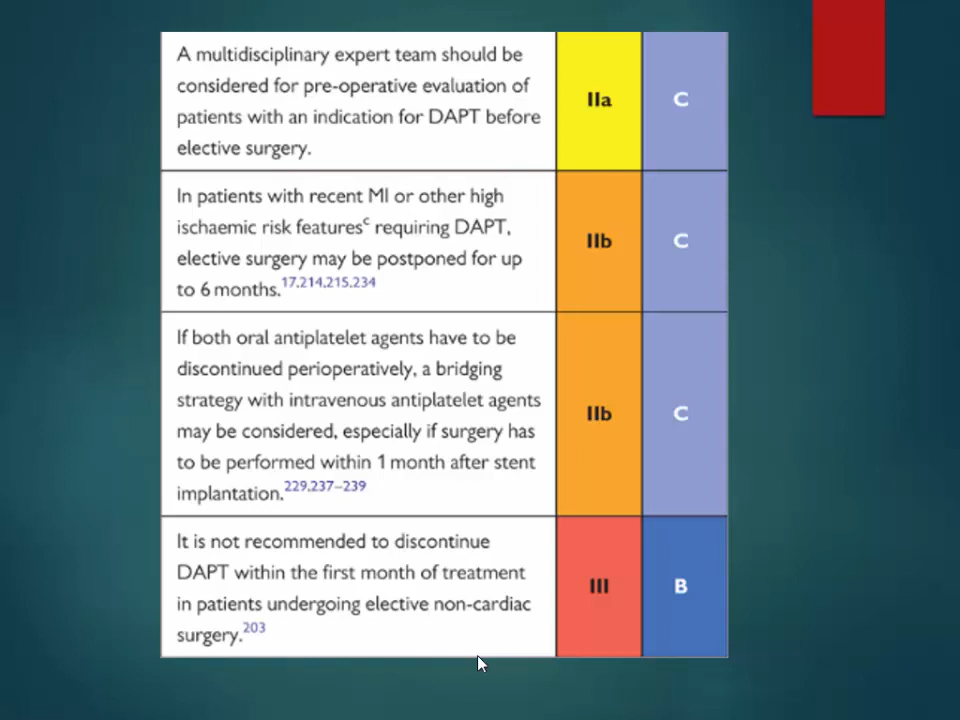 A multidisciplinary expert team should be
considered for pre-operative evaluation of
patients with an indication for DAPT before
elective surgery.
IIa
C
In patients with recent MI or other high
ischaemic risk featuresᶜ requiring DAPT,
elective surgery may be postponed for up
to 6 months.17,214,215,234
IIb
C
If both oral antiplatelet agents have to be
discontinued perioperatively, a bridging
strategy with intravenous antiplatelet agents
may be considered, especially if surgery has
to be performed within 1 month after stent
implantation.229,237–239
IIb
C
It is not recommended to discontinue
DAPT within the first month of treatment
in patients undergoing elective non-cardiac
surgery.203
III
B